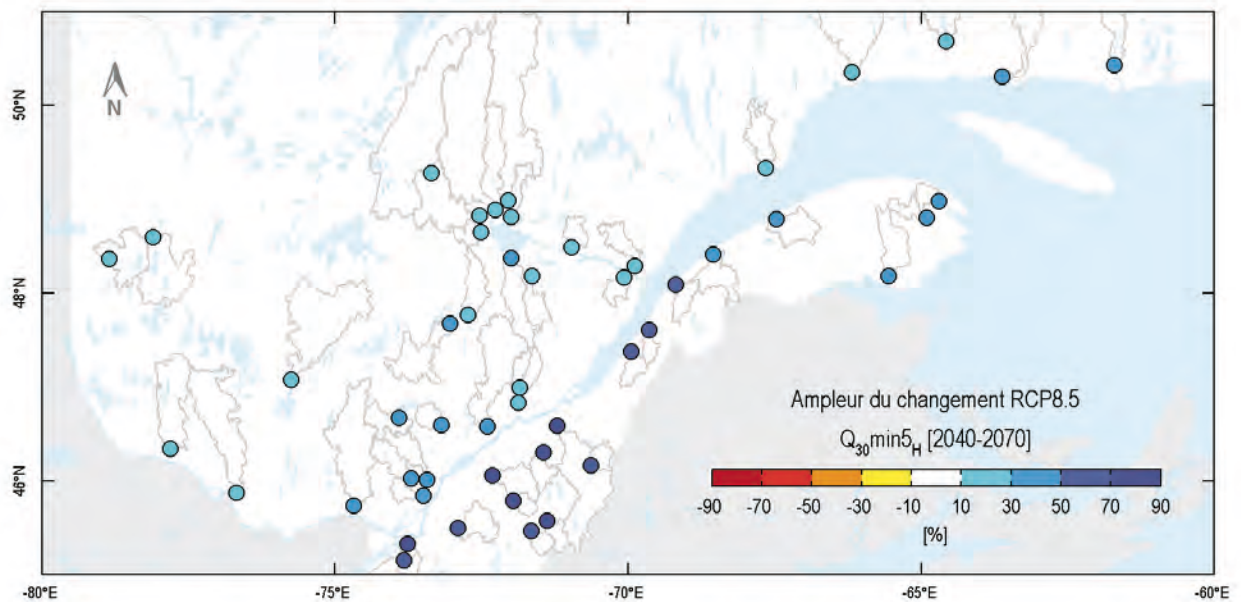 50°N
48°N
46°N
N
Ampleur du changement RCP8.5
Q30min5H [2040-2070]
-90 -70 -50 -30 -10 10 30 50 70 90
[%]
-80°E -75°E -70°E -65°E -60°E